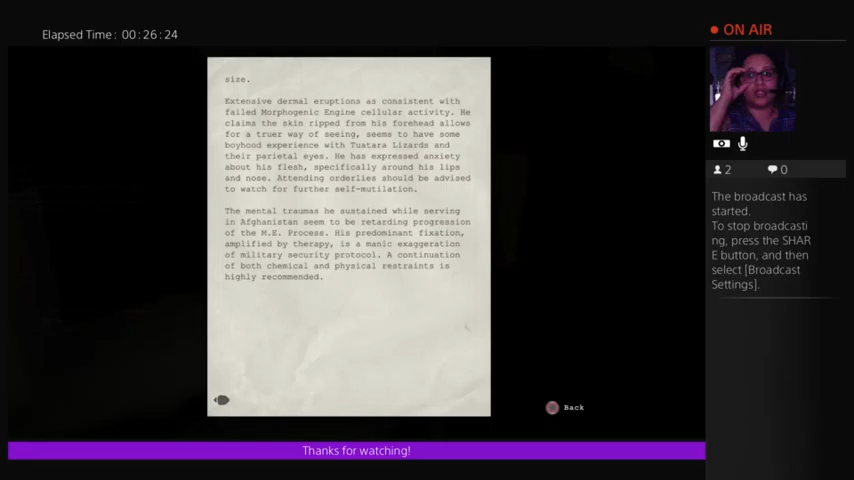 Elapsed Time: 00:26:24
ON AIR
size.
Extensive dermal eruptions as consistent with
failed Morphogenic Engine cellular activity. He
claims the skin ripped from his forehead allows
for a truer way of seeing, seems to have some
boyhood experience with Tuatara Lizards and
their parietal eyes. He has expressed anxiety
about his flesh, specifically around his lips
and nose. Attending orderlies should be advised
to watch for further self-mutilation.
The mental traumas he sustained while serving
in Afghanistan seem to be retarding progression
of the M.E. Process. His predominant fixation,
amplified by therapy, is a manic exaggeration
of military security protocol. A continuation
of both chemical and physical restraints is
highly recommended.
Back
2
0
The broadcast has
started.
To stop broadcasti
ng, press the SHAR
E button, and then
select [Broadcast
Settings].
Thanks for watching!